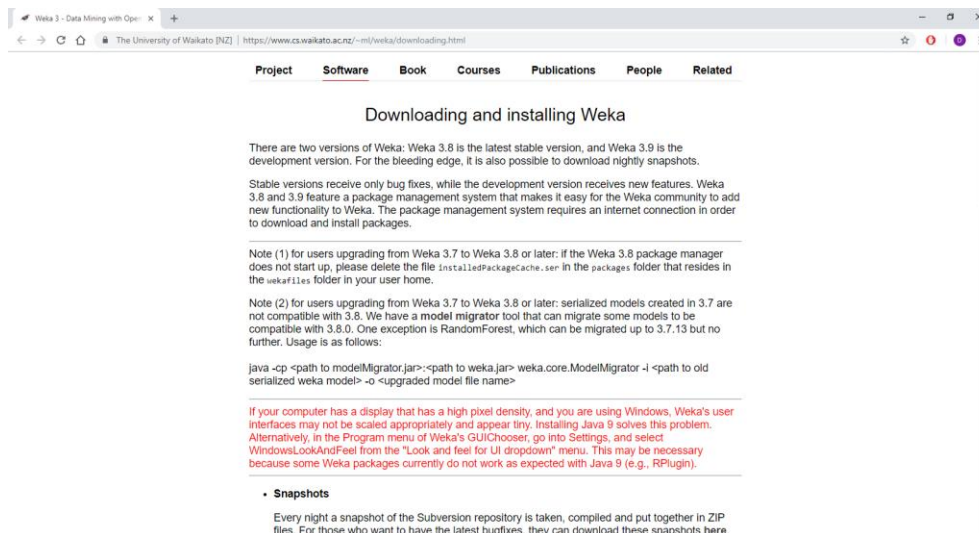 Weka 3 - Data Mining with Open
The University of Waikato [NZ] | https://www.cs.waikato.ac.nz/~ml/weka/downloading.html
Project Software Book Courses Publications People Related
Downloading and installing Weka
There are two versions of Weka: Weka 3.8 is the latest stable version, and Weka 3.9 is the
development version. For the bleeding edge, it is also possible to download nightly snapshots.
Stable versions receive only bug fixes, while the development version receives new features. Weka
3.8 and 3.9 feature a package management system that makes it easy for the Weka community to add
new functionality to Weka. The package management system requires an internet connection in order
to download and install packages.
Note (1) for users upgrading from Weka 3.7 to Weka 3.8 or later: if the Weka 3.8 package manager
does not start up, please delete the file installedPackageCache.ser in the packages folder that resides in
the wekafiles folder in your user home.
Note (2) for users upgrading from Weka 3.7 to Weka 3.8 or later: serialized models created in 3.7 are
not compatible with 3.8. We have a model migrator tool that can migrate some models to be
compatible with 3.8.0. One exception is RandomForest, which can be migrated up to 3.7.13 but no
further. Usage is as follows:
java -cp <path to modelMigrator.jar>:<path to weka.jar> weka.core.ModelMigrator -i <path to old
serialized weka model> -o <upgraded model file name>
If your computer has a display that has a high pixel density, and you are using Windows, Weka's user
interfaces may not be scaled appropriately and appear tiny. Installing Java 9 solves this problem.
Alternatively, in the Program menu of Weka's GUIChooser, go into Settings, and select
WindowsLookAndFeel from the "Look and feel for UI dropdown" menu. This may be necessary
because some Weka packages currently do not work as expected with Java 9 (e.g., RPlugin).
• Snapshots
Every night a snapshot of the Subversion repository is taken, compiled and put together in ZIP
files. For those who want to have the latest bugfixes, they can download these snapshots here